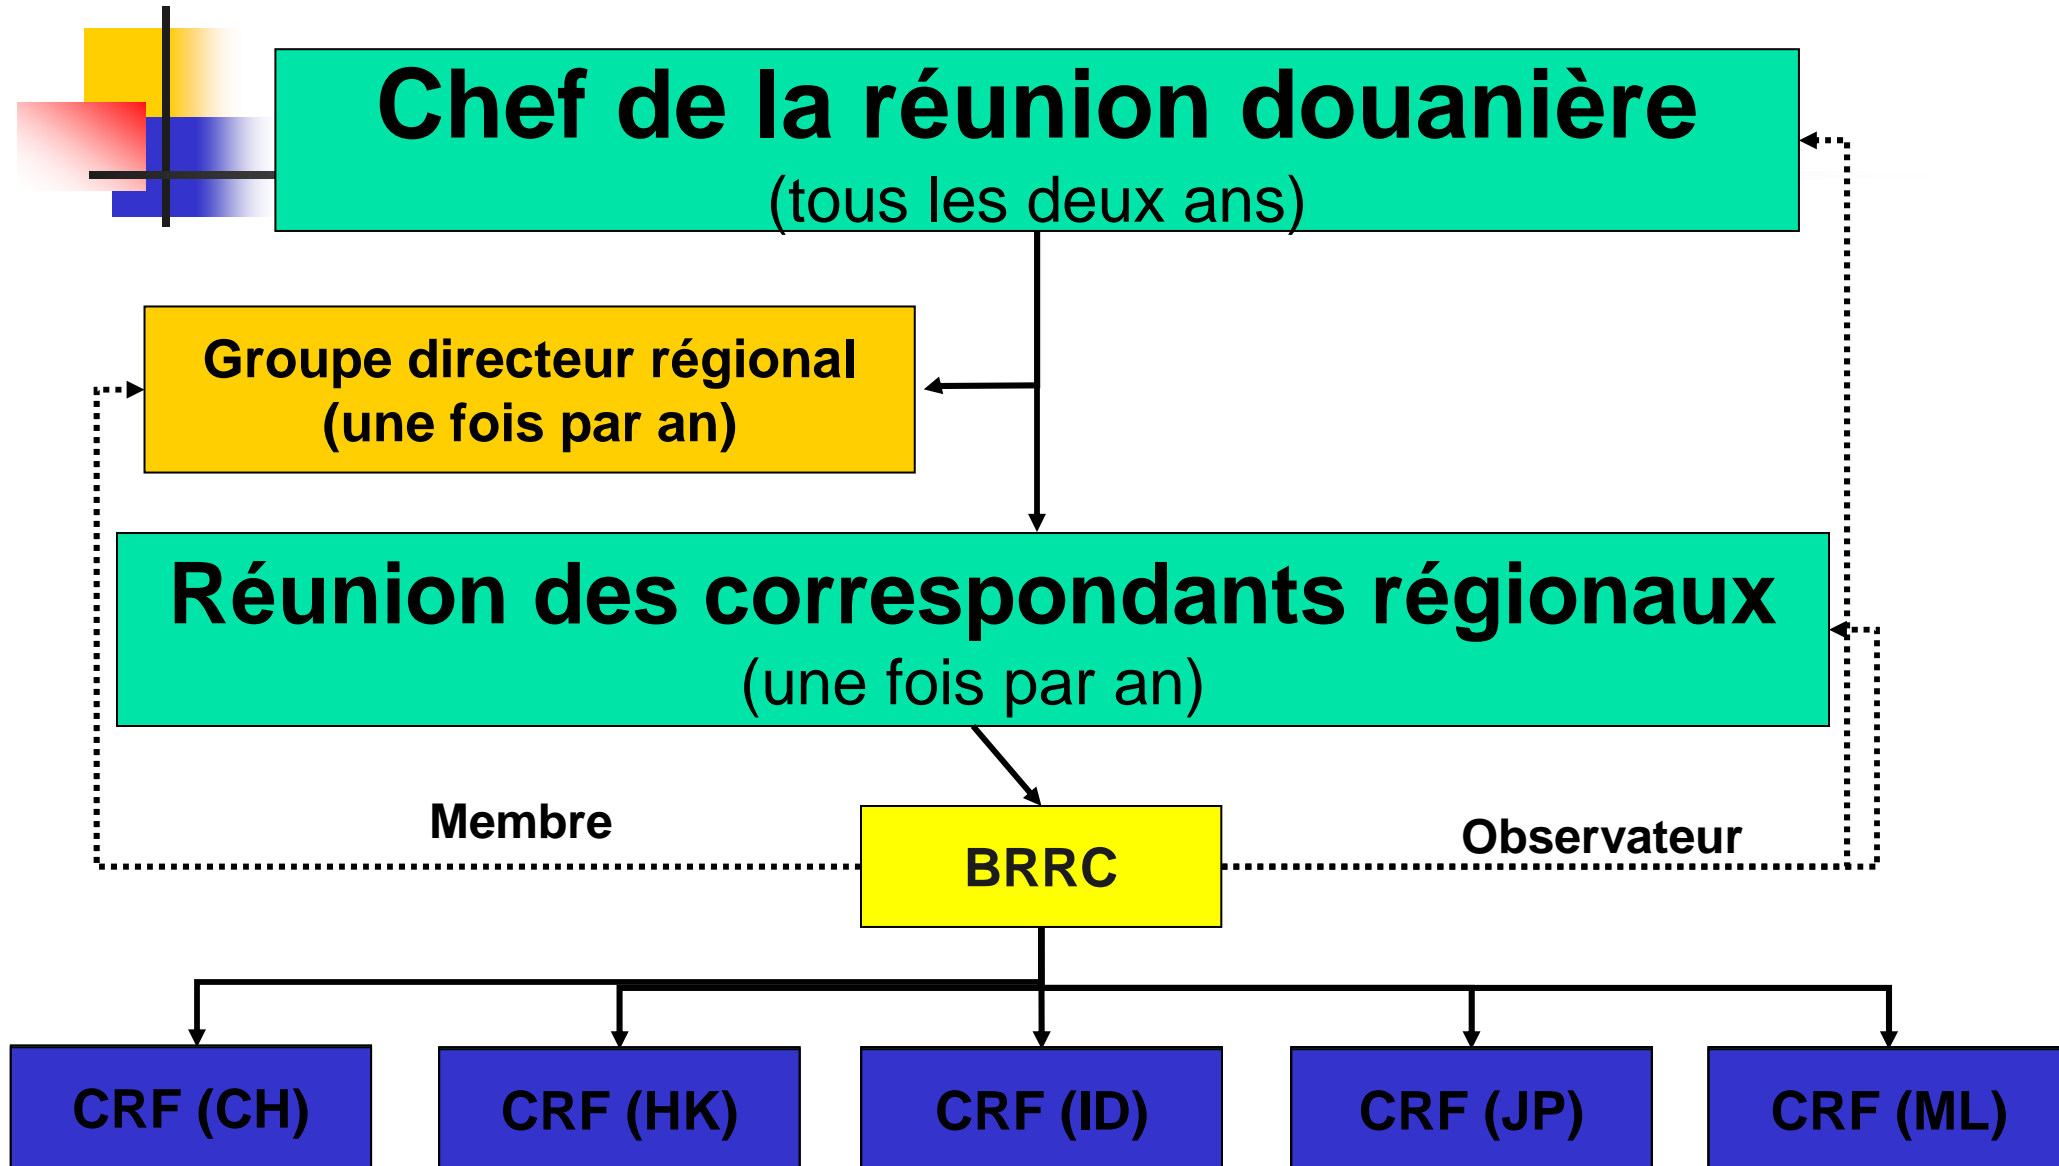 Chef de la réunion douanière
(tous les deux ans)
Groupe directeur régional
(une fois par an)
Réunion des correspondants régionaux
(une fois par an)
Membre
Observateur
BRRC
CRF (CH)
CRF (HK)
CRF (ID)
CRF (JP)
CRF (ML)